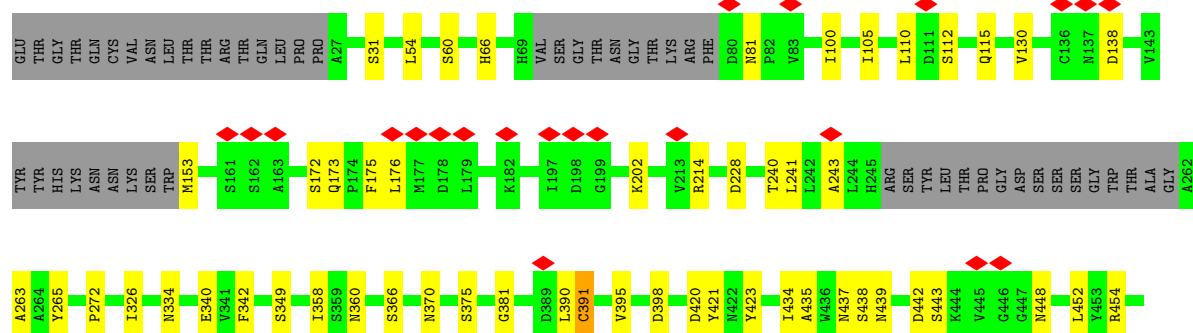 GLU THR GLY THR GLN CYS VAL ASN LEU THR THR ARG THR GLN LEU PRO PRO A27 S31 L54 S60 H66 H69 VAL SER GLY THR ASN GLY THR LYS ARG PHE D80 N81 P82 V83 I100 I105 L110 D111 S112 Q115 V130 C136 N137 D138 V143
TYR TYR HIS LYS ASN ASN LYS SER TRP M153 S161 S162 A163 S172 Q173 P174 F175 L176 M177 D178 L179 K182 I197 D198 G199 K202 V213 R214 D228 T240 L241 L242 A243 L244 H245 ARG SER TYR LEU THR PRO GLY ASP SER SER SER GLY TRP THR ALA GLY A262
A263 A264 Y265 P272 I326 N334 E340 V341 F342 S349 I358 S359 N360 S366 N370 S375 G381 D389 L390 C391 V395 D398 D420 Y421 N422 Y423 I434 A435 W436 N437 S438 N439 D442 S443 K444 V445 G446 G447 N448 L452 Y453 R454